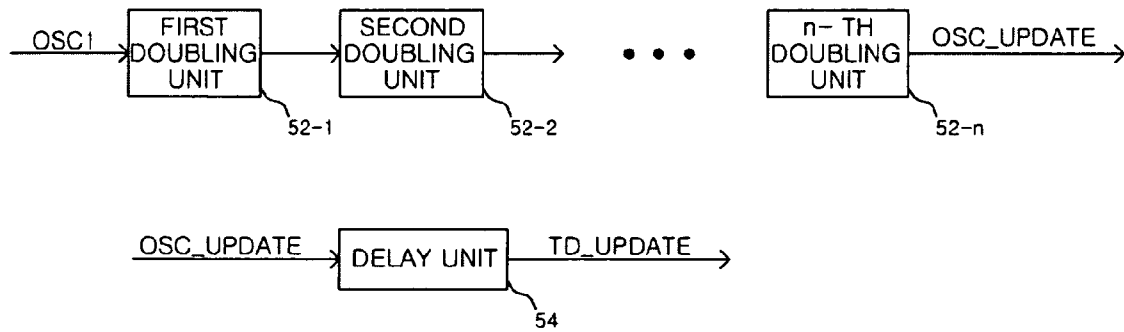 OSC1
FIRST
DOUBLING
UNIT
52-1
SECOND
DOUBLING
UNIT
52-2
n-TH
DOUBLING
UNIT
52-n
OSC_UPDATE
OSC_UPDATE
DELAY UNIT
54
TD_UPDATE